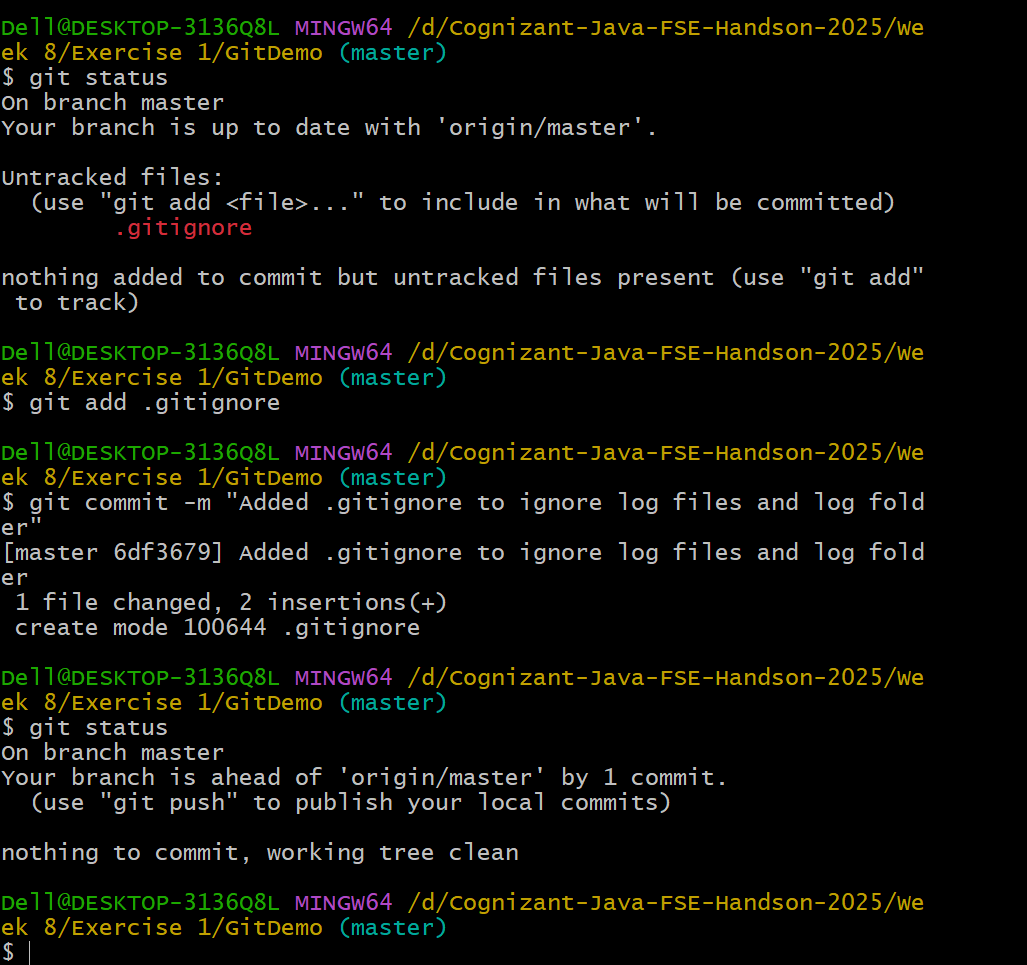 Dell@DESKTOP-3136Q8L MINGW64 /d/Cognizant-Java-FSE-Handson-2025/We
ek 8/Exercise 1/GitDemo (master)
$ git status
On branch master
Your branch is up to date with 'origin/master'.
Untracked files:
  (use "git add <file>..." to include in what will be committed)
        .gitignore
nothing added to commit but untracked files present (use "git add"
 to track)
Dell@DESKTOP-3136Q8L MINGW64 /d/Cognizant-Java-FSE-Handson-2025/We
ek 8/Exercise 1/GitDemo (master)
$ git add .gitignore
Dell@DESKTOP-3136Q8L MINGW64 /d/Cognizant-Java-FSE-Handson-2025/We
ek 8/Exercise 1/GitDemo (master)
$ git commit -m "Added .gitignore to ignore log files and log fold
er"
[master 6df3679] Added .gitignore to ignore log files and log fold
er
 1 file changed, 2 insertions(+)
 create mode 100644 .gitignore
Dell@DESKTOP-3136Q8L MINGW64 /d/Cognizant-Java-FSE-Handson-2025/We
ek 8/Exercise 1/GitDemo (master)
$ git status
On branch master
Your branch is ahead of 'origin/master' by 1 commit.
  (use "git push" to publish your local commits)
nothing to commit, working tree clean
Dell@DESKTOP-3136Q8L MINGW64 /d/Cognizant-Java-FSE-Handson-2025/We
ek 8/Exercise 1/GitDemo (master)
$